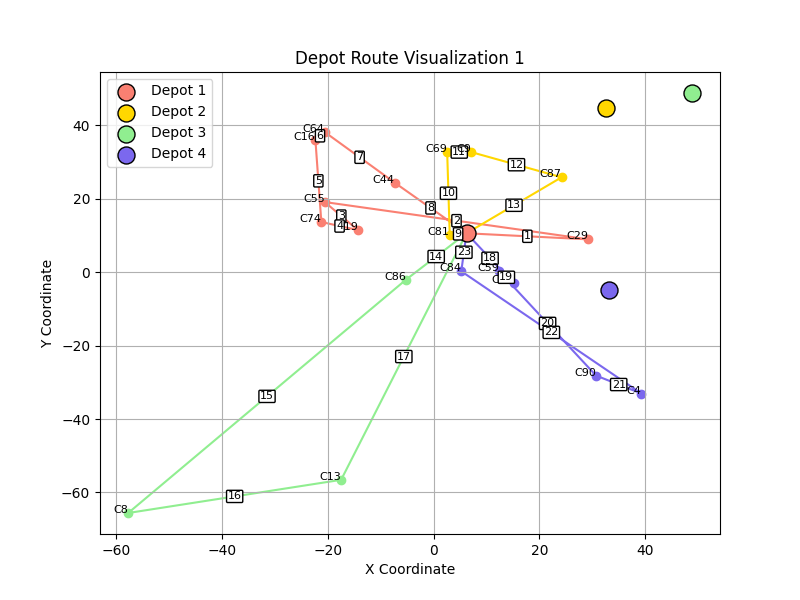 Depot Route Visualization 1
Depot 1
Depot 2
Depot 3
Depot 4
Y Coordinate
40
20
0
−20
−40
−60
−60
−40
−20
0
20
40
X Coordinate
C64
C16
6
7
C44
5
C55
8
C74
3
4
2
C69
11
C9
12
C87
10
13
C81
9
1
C29
23
14
18
C84
C59
19
C86
17
15
20
22
C90
21
C4
C13
16
C8